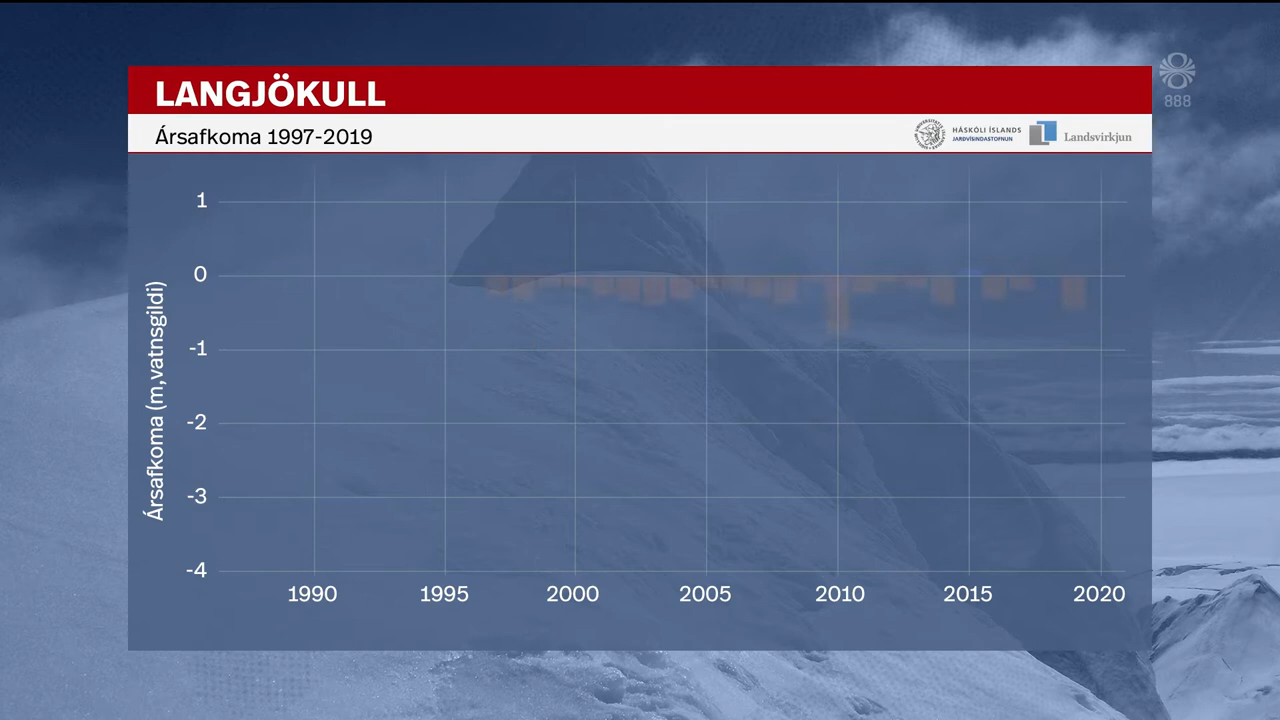 LANGJÖKULL
888
Ársafkoma 1997-2019
HÁSKÓLI ÍSLANDS
JARÐVÍSINDASTOFNUN
Landsvirkjun
Ársafkoma (m,vatnsgildi)
1
0
-1
-2
-3
-4
1990 1995 2000 2005 2010 2015 2020